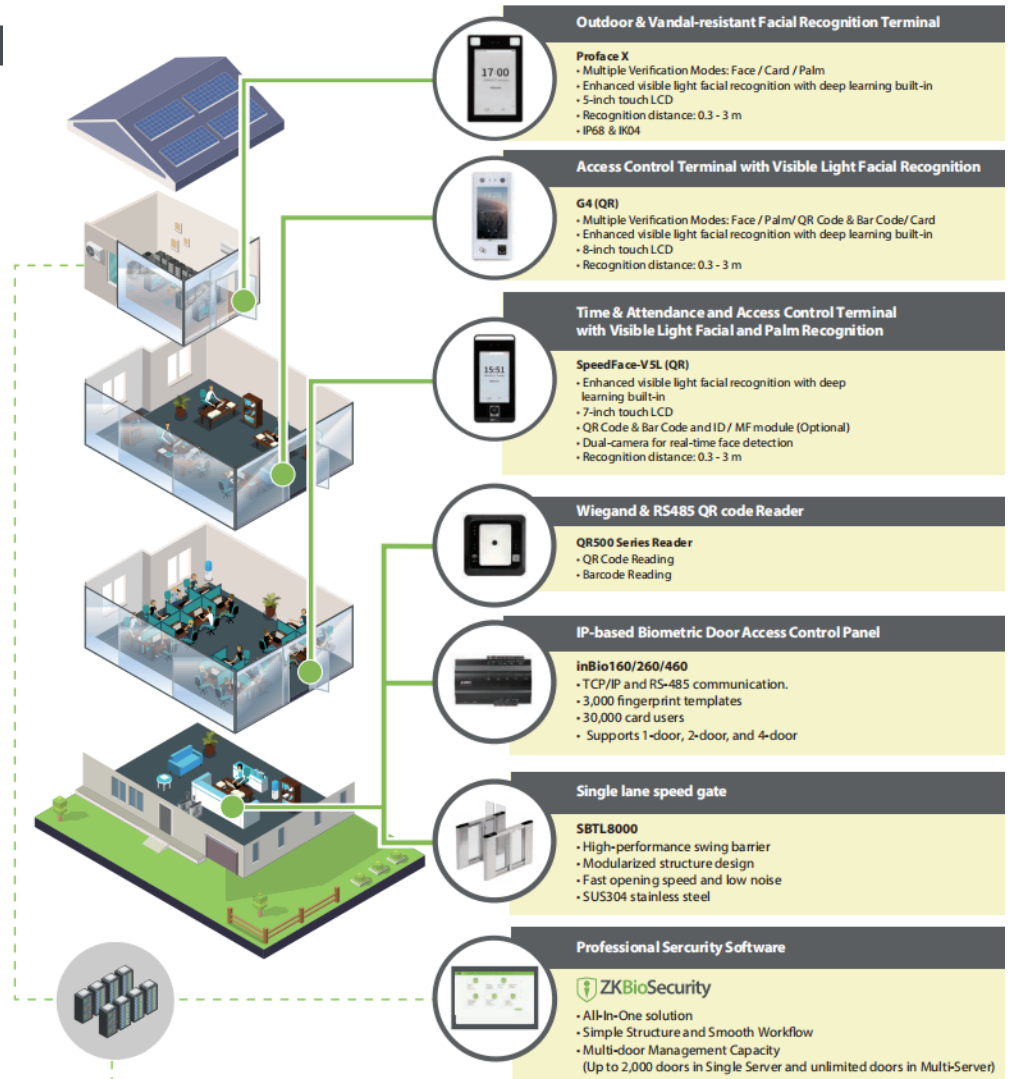 Outdoor & Vandal-resistant Facial Recognition Terminal
17 00
Proface X
• Multiple Verification Modes: Face / Card / Palm
• Enhanced visible light facial recognition with deep learning built-in
• 5-inch touch LCD
• Recognition distance: 0.3 - 3 m
• IP68 & IK04
Access Control Terminal with Visible Light Facial Recognition
G4 (QR)
• Multiple Verification Modes: Face / Palm/ QR Code & Bar Code/ Card
• Enhanced visible light facial recognition with deep learning built-in
• 8-inch touch LCD
• Recognition distance: 0.3 - 3 m
Time & Attendance and Access Control Terminal
with Visible Light Facial and Palm Recognition
15:51
SpeedFace-V5L (QR)
• Enhanced visible light facial recognition with deep
learning built-in
• 7-inch touch LCD
• QR Code & Bar Code and ID / MF module (Optional)
• Dual-camera for real-time face detection
• Recognition distance: 0.3 - 3 m
Wiegand & RS485 QR code Reader
QR500 Series Reader
• QR Code Reading
• Barcode Reading
IP-based Biometric Door Access Control Panel
inBio160/260/460
• TCP/IP and RS-485 communication.
• 3,000 fingerprint templates
• 30,000 card users
• Supports 1-door, 2-door, and 4-door
Single lane speed gate
SBTL8000
• High-performance swing barrier
• Modularized structure design
• Fast opening speed and low noise
• SUS304 stainless steel
Professional Sercurity Software
ZKBioSecurity
• All-In-One solution
• Simple Structure and Smooth Workflow
• Multi-door Management Capacity
(Up to 2,000 doors in Single Server and unlimited doors in Multi-Server)